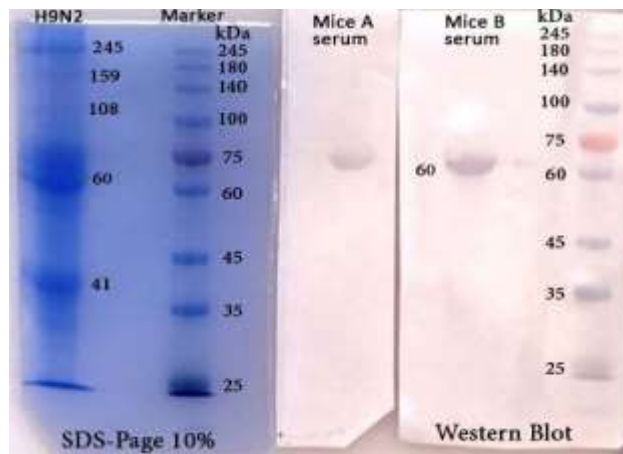 H9N2
245
159
108
60
41
Marker
kDa
245
180
140
100
75
60
45
35
25
SDS-Page 10%
Mice A
serum
Mice B
serum
60
kDa
245
180
140
100
75
60
45
35
25
Western Blot